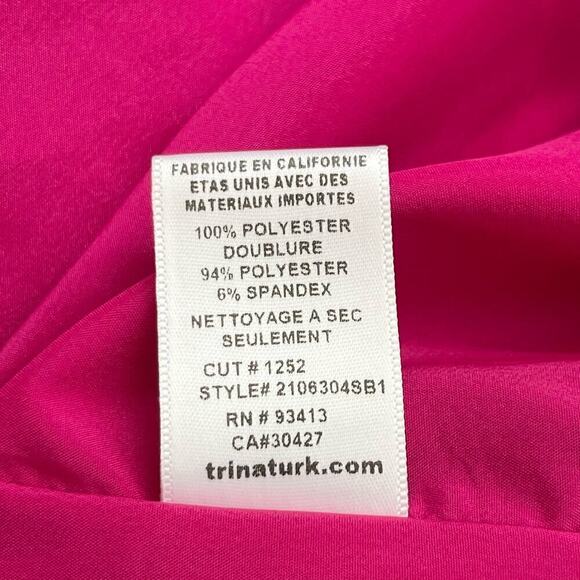 FABRIQUE EN CALIFORNIE
ETAS UNIS AVEC DES
MATERIAUX IMPORTES
100% POLYESTER
DOUBLURE
94% POLYESTER
6% SPANDEX
NETTOYAGE A SEC
SEULEMENT
CUT # 1252
STYLE# 2106304SB1
RN # 93413
CA#30427
trinaturk.com